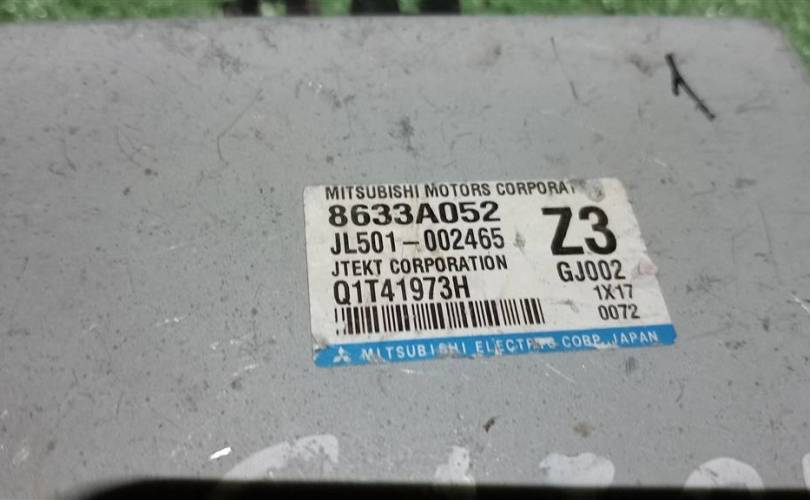 MITSUBISHI MOTORS CORPORAT
8633A052
JL501-002465
Z3
JTEKT CORPORATION
GJ002
Q1T41973H
1X17
0072
MITSUBISHI ELECTRIC CORP. JAPAN